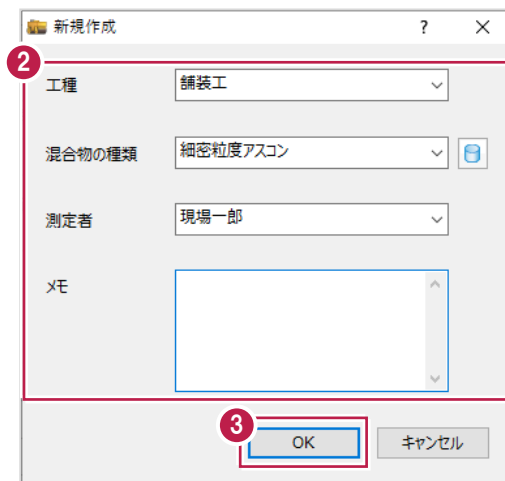 新規作成
?
×
2
工種
舗装工
混合物の種類
細密粒度アスコン
測定者
現場一郎
メモ
3
OK
キャンセル